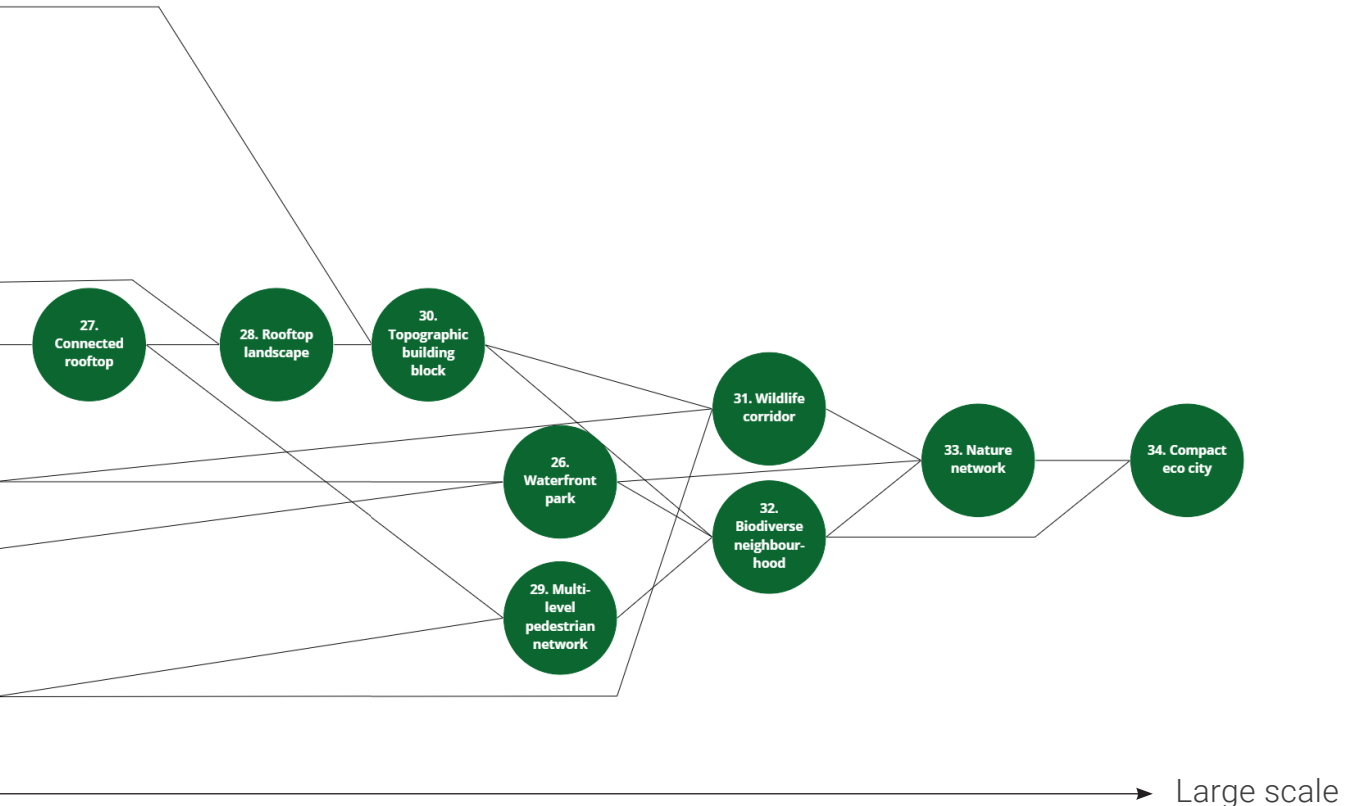 27.
Connected
rooftop
28. Rooftop
landscape
30.
Topographic
building
block
31. Wildlife
corridor
26.
Waterfront
park
33. Nature
network
34. Compact
eco city
32.
Biodiverse
neighbour-
hood
29. Multi-
level
pedestrian
network
Large scale